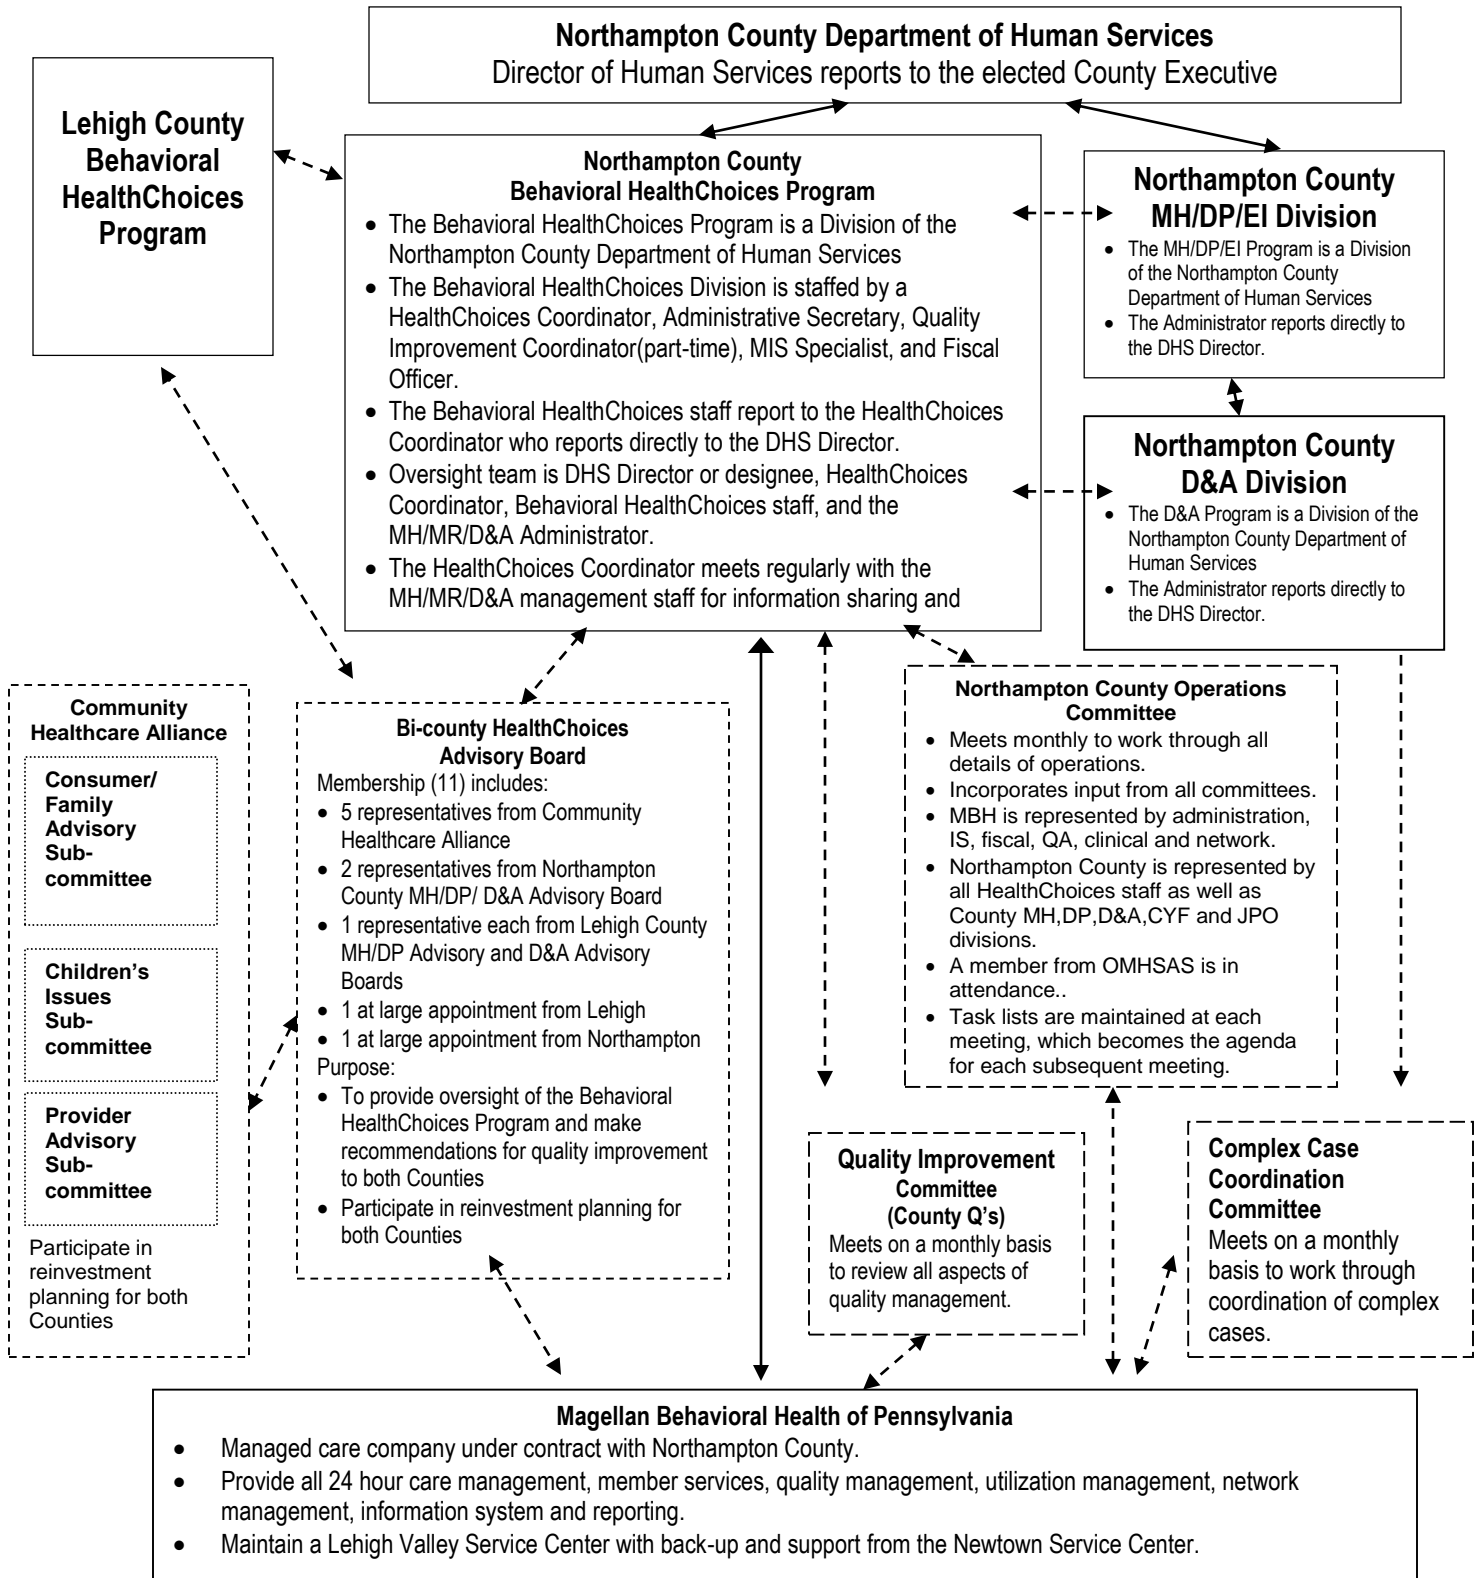 Northampton County Department of Human Services
Director of Human Services reports to the elected County Executive
Lehigh County
Behavioral
HealthChoices
Program
Northampton County
Behavioral HealthChoices Program
• The Behavioral HealthChoices Program is a Division of the
Northampton County Department of Human Services
• The Behavioral HealthChoices Division is staffed by a
HealthChoices Coordinator, Administrative Secretary, Quality
Improvement Coordinator(part-time), MIS Specialist, and Fiscal
Officer.
• The Behavioral HealthChoices staff report to the HealthChoices
Coordinator who reports directly to the DHS Director.
• Oversight team is DHS Director or designee, HealthChoices
Coordinator, Behavioral HealthChoices staff, and the
MH/MR/D&A Administrator.
• The HealthChoices Coordinator meets regularly with the
MH/MR/D&A management staff for information sharing and
Northampton County
MH/DP/EI Division
• The MH/DP/EI Program is a Division
of the Northampton County
Department of Human Services
• The Administrator reports directly to
the DHS Director.
Northampton County
D&A Division
• The D&A Program is a Division of the
Northampton County Department of
Human Services
• The Administrator reports directly to
the DHS Director.
Community
Healthcare Alliance
Consumer/
Family
Advisory
Sub-
committee
Children's
Issues
Sub-
committee
Provider
Advisory
Sub-
committee
Participate in
reinvestment
planning for both
Counties
Bi-county HealthChoices
Advisory Board
Membership (11) includes:
• 5 representatives from Community
Healthcare Alliance
• 2 representatives from Northampton
County MH/DP/ D&A Advisory Board
• 1 representative each from Lehigh County
MH/DP Advisory and D&A Advisory
Boards
• 1 at large appointment from Lehigh
• 1 at large appointment from Northampton
Purpose:
• To provide oversight of the Behavioral
HealthChoices Program and make
recommendations for quality improvement
to both Counties
• Participate in reinvestment planning for
both Counties
Northampton County Operations
Committee
• Meets monthly to work through all
details of operations.
• Incorporates input from all committees.
• MBH is represented by administration,
IS, fiscal, QA, clinical and network.
• Northampton County is represented by
all HealthChoices staff as well as
County MH,DP,D&A,CYF and JPO
divisions.
• A member from OMHSAS is in
attendance..
• Task lists are maintained at each
meeting, which becomes the agenda
for each subsequent meeting.
Quality Improvement
Committee
(County Q's)
Meets on a monthly basis
to review all aspects of
quality management.
Complex Case
Coordination
Committee
Meets on a monthly
basis to work through
coordination of complex
cases.
Magellan Behavioral Health of Pennsylvania
• Managed care company under contract with Northampton County.
• Provide all 24 hour care management, member services, quality management, utilization management, network
management, information system and reporting.
• Maintain a Lehigh Valley Service Center with back-up and support from the Newtown Service Center.